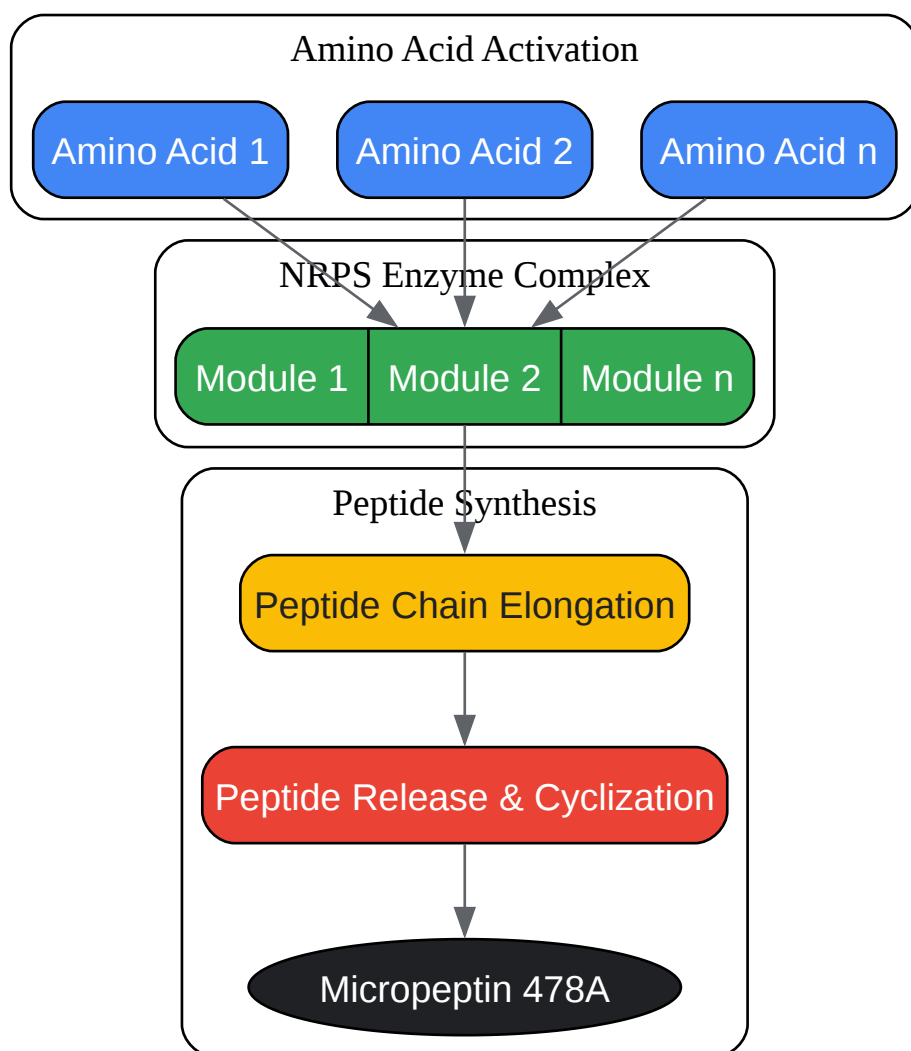 Amino Acid Activation
Amino Acid 1 Amino Acid 2 Amino Acid n
NRPS Enzyme Complex
Module 1 Module 2 Module n
Peptide Synthesis
Peptide Chain Elongation
Peptide Release & Cyclization
Micropeptin 478A